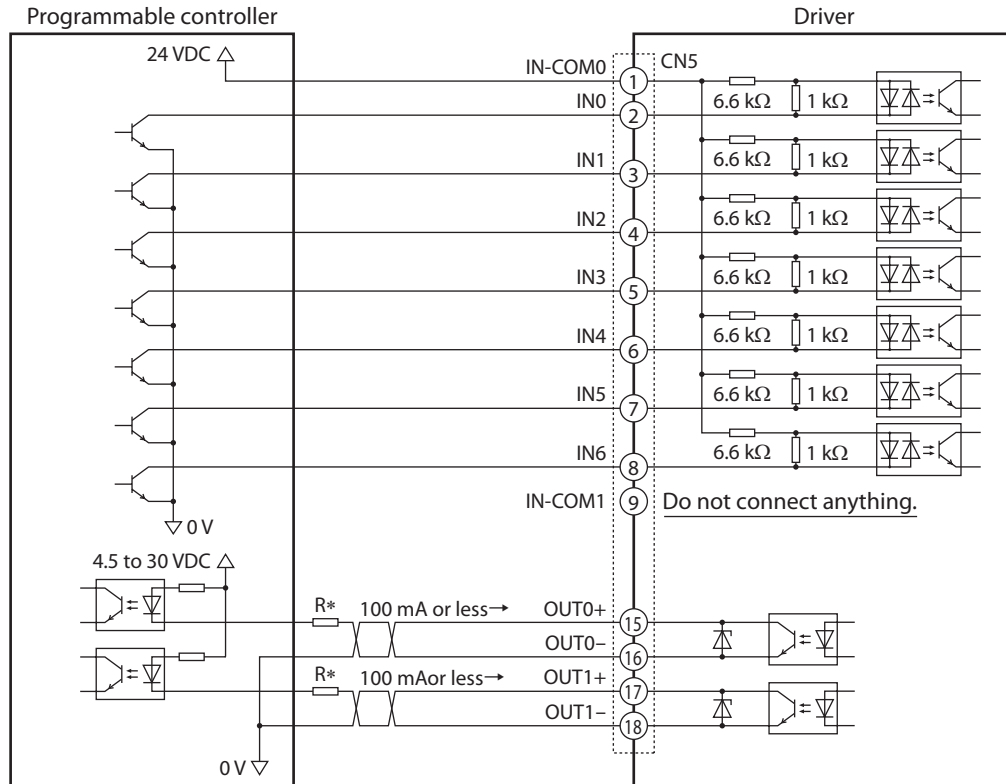 Programmable controller
Driver
24 VDC
IN-COM0
1
CN5
6.6 kΩ
1 kΩ
IN0
2
6.6 kΩ
1 kΩ
IN1
3
6.6 kΩ
1 kΩ
IN2
4
6.6 kΩ
1 kΩ
IN3
5
6.6 kΩ
1 kΩ
IN4
6
6.6 kΩ
1 kΩ
IN5
7
6.6 kΩ
1 kΩ
IN6
8
IN-COM1
9
Do not connect anything.
0 V
4.5 to 30 VDC
R*
100 mA or less→
OUT0+
15
OUT0−
16
R*
100 mAor less→
OUT1+
17
OUT1−
18
0 V